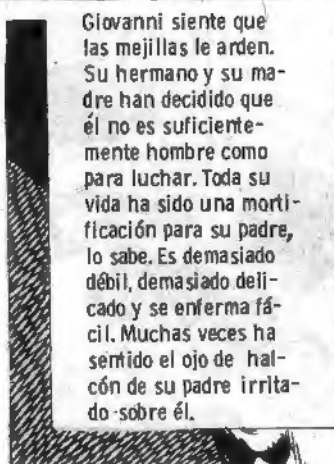 Giovanni siente que
las mejillas le arden.
Su hermano y su ma-
dre han decidido que
él no es suficiente-
mente hombre como
para luchar. Toda su
vida ha sido una morti-
ficación para su padre,
lo sabe. Es demasiado
débil, demasiado deli-
cado y se enferma fá-
cil. Muchas veces ha
sentido el ojo de hal-
cón de su padre irrita-
do sobre él.